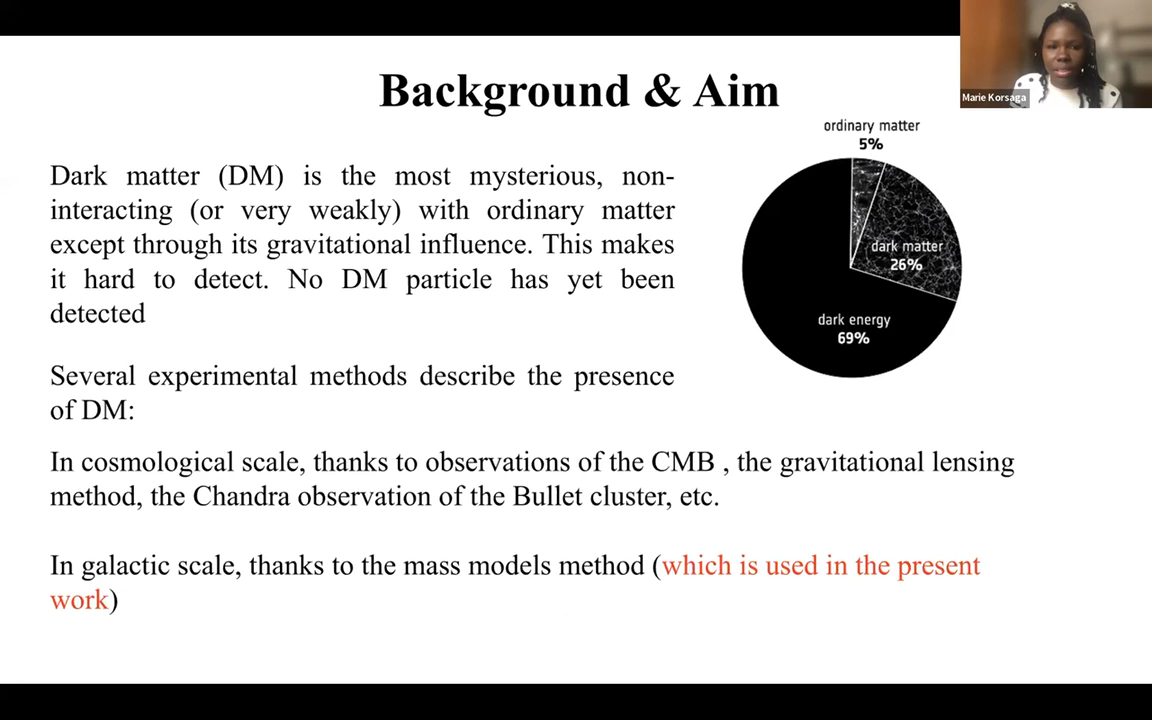 Background & Aim
Marie Korsaga
Dark matter (DM) is the most mysterious, non-
interacting (or very weakly) with ordinary matter
except through its gravitational influence. This makes
it hard to detect. No DM particle has yet been
detected
ordinary matter
5%
dark matter
26%
dark energy
69%
Several experimental methods describe the presence
of DM:
In cosmological scale, thanks to observations of the CMB , the gravitational lensing
method, the Chandra observation of the Bullet cluster, etc.
In galactic scale, thanks to the mass models method (which is used in the present
work)